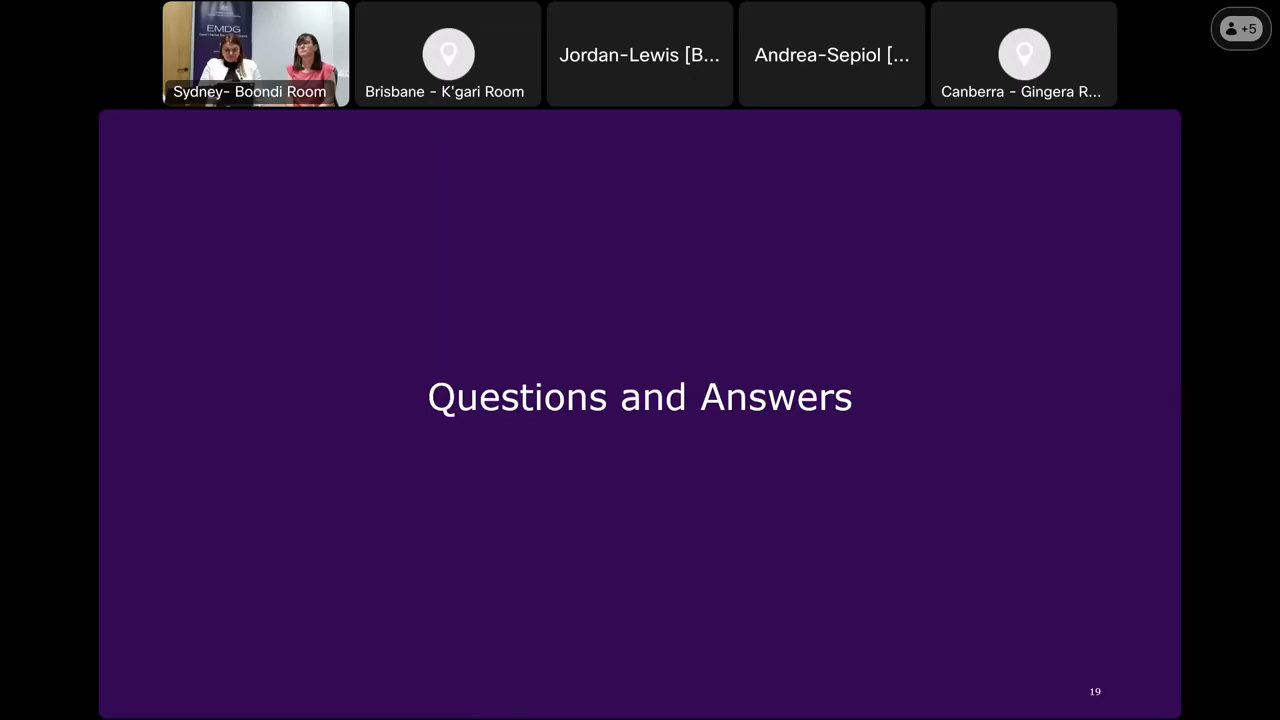 EMDG
Sydney- Boondi Room
Brisbane - K'gari Room
Jordan-Lewis [B...
Andrea-Sepiol [...
Canberra - Gingera R...
+5
Questions and Answers
19